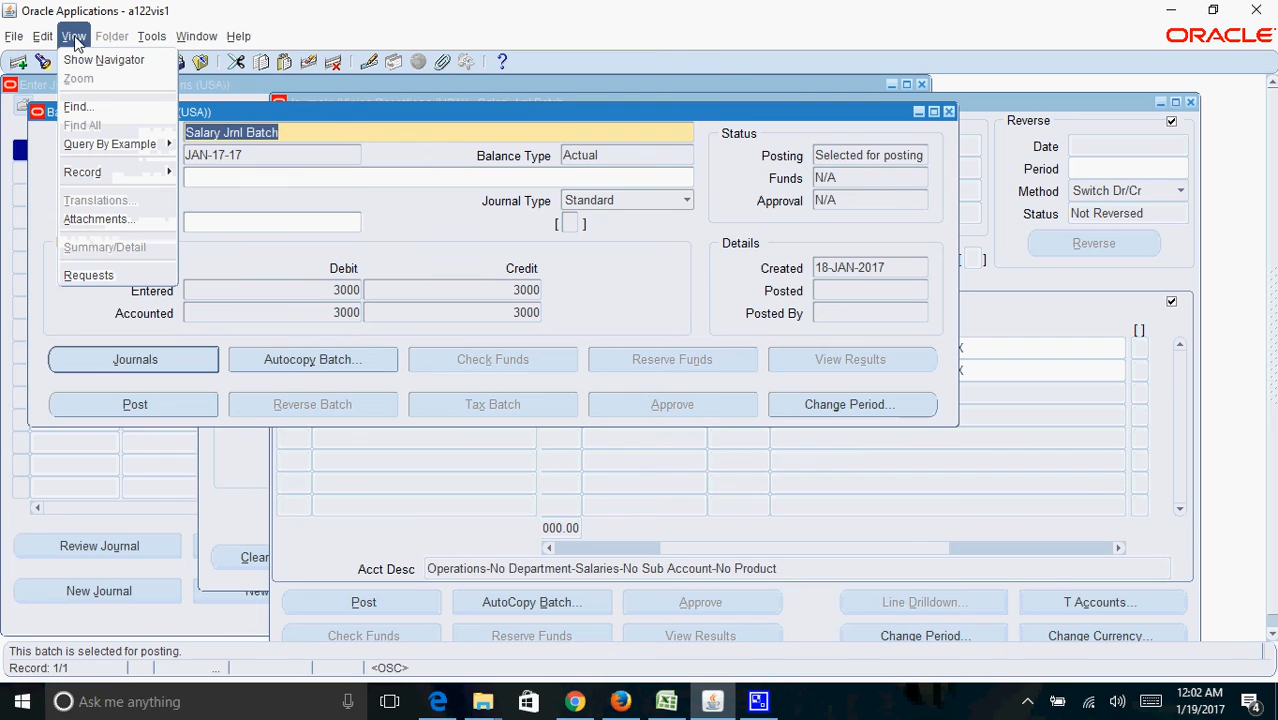 Oracle Applications - a122vis1
File Edit View Folder Tools Window Help
ORACLE
Show Navigator
Zoom
Find...
Find All
Query By Example
Record
Translations...
Attachments...
Summary/Detail
Requests
Enter J
ris (USA)
(USA))
Salary Jrnl Batch
JAN-17-17
Balance Type Actual
Journal Type Standard
[ ]
Debit Credit
Entered 3000 3000
Accounted 3000 3000
Status
Posting Selected for posting
Funds N/A
Approval N/A
Details
Created 18-JAN-2017
Posted
Posted By
Journals Autocopy Batch... Check Funds Reserve Funds View Results
Post Reverse Batch Tax Batch Approve Change Period...
Reverse
Date
Period
Method Switch Dr/Cr
Status Not Reversed
Reverse
[ ]
[ ]
X
X
000.00
Acct Desc Operations-No Department-Salaries-No Sub Account-No Product
Review Journal
New Journal
Clear
Post AutoCopy Batch... Approve Line Drilldown... T Accounts...
Check Funds Reserve Funds View Results Change Period... Change Currency...
This batch is selected for posting.
Record: 1/1 ... <OSC>
Ask me anything
12:02 AM
1/19/2017
4